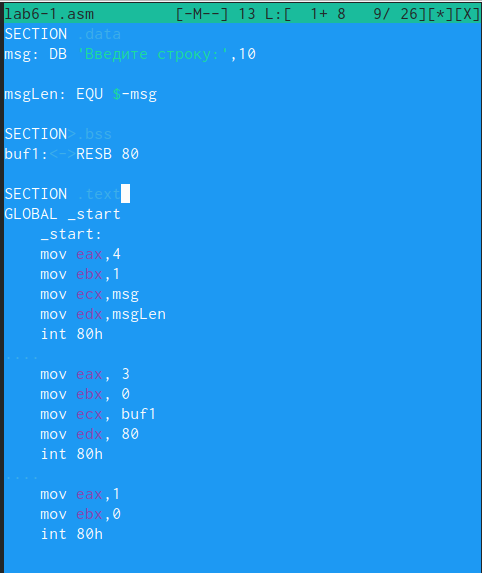 lab6-1.asm [-M--] 13 L:[ 1+ 8 9/ 26][*][X]
SECTION .data
msg: DB 'Введите строку:',10
msgLen: EQU $-msg
SECTION>.bss
buf1:<->RESB 80
SECTION .text
GLOBAL _start
_start:
mov eax,4
mov ebx,1
mov ecx,msg
mov edx,msgLen
int 80h
....
mov eax, 3
mov ebx, 0
mov ecx, buf1
mov edx, 80
int 80h
....
mov eax,1
mov ebx,0
int 80h